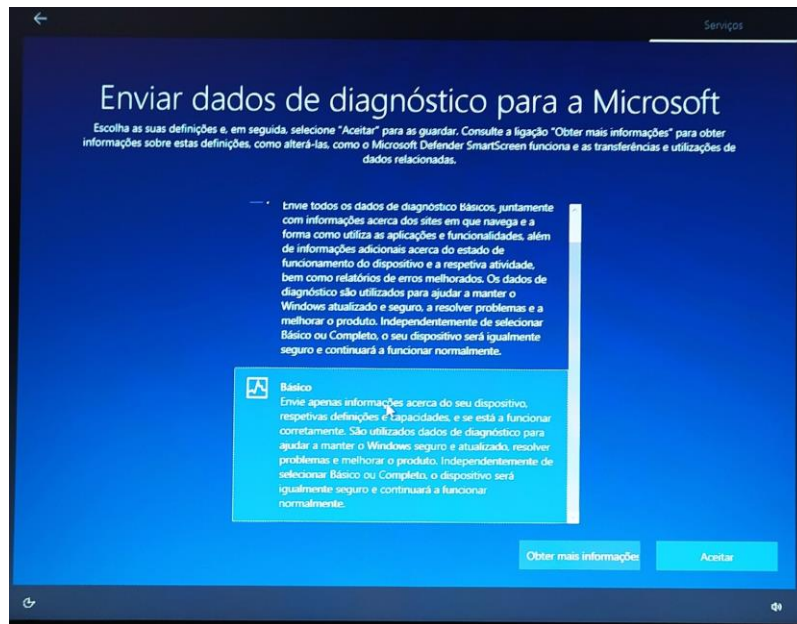 Serviços
Enviar dados de diagnóstico para a Microsoft
Escolha as suas definições e, em seguida, selecione "Aceitar" para as guardar. Consulte a ligação "Obter mais informações" para obter
informações sobre estas definições, como alterá-las, como o Microsoft Defender SmartScreen funciona e as transferências e utilizações de
dados relacionadas.
Envie todos os dados de diagnóstico Básicos, juntamente
com informações acerca dos sites em que navega e a
forma como utiliza as aplicações e funcionalidades, além
de informações adicionais acerca do estado de
funcionamento do dispositivo e a respetiva atividade,
bem como relatórios de erros melhorados. Os dados de
diagnóstico são utilizados para ajudar a manter o
Windows atualizado e seguro, a resolver problemas e a
melhorar o produto. Independentemente de selecionar
Básico ou Completo, o seu dispositivo será igualmente
seguro e continuará a funcionar normalmente.
Básico
Envie apenas informações acerca do seu dispositivo,
respetivas definições e capacidades, e se está a funcionar
corretamente. São utilizados dados de diagnóstico para
ajudar a manter o Windows seguro e atualizado, resolver
problemas e melhorar o produto. Independentemente de
selecionar Básico ou Completo, o dispositivo será
igualmente seguro e continuará a funcionar
normalmente.
Obter mais informações
Aceitar